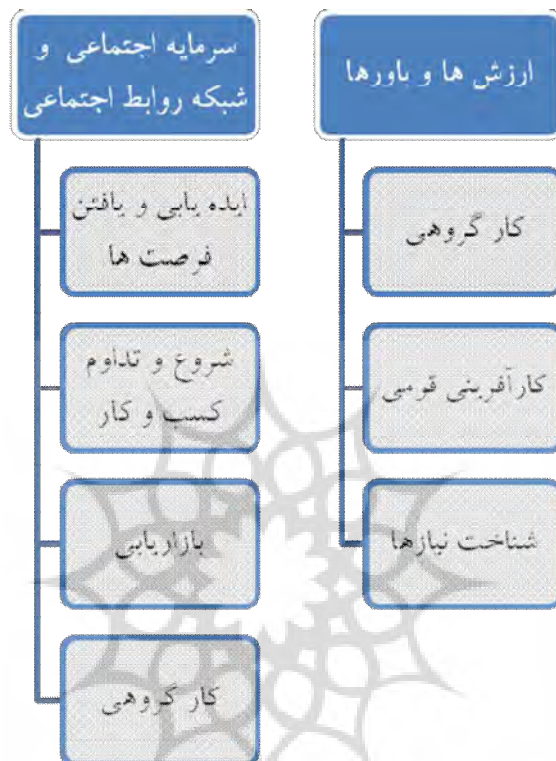 ارزش ها و باورها
کار گروهی
کارآفرینی قومی
شناخت نیازها
سرمایه اجتماعی و
شبکه روابط اجتماعی
ایده یابی و یافتن
فرصت ها
شروع و تداوم
کسب و کار
بازاریابی
کار گروهی